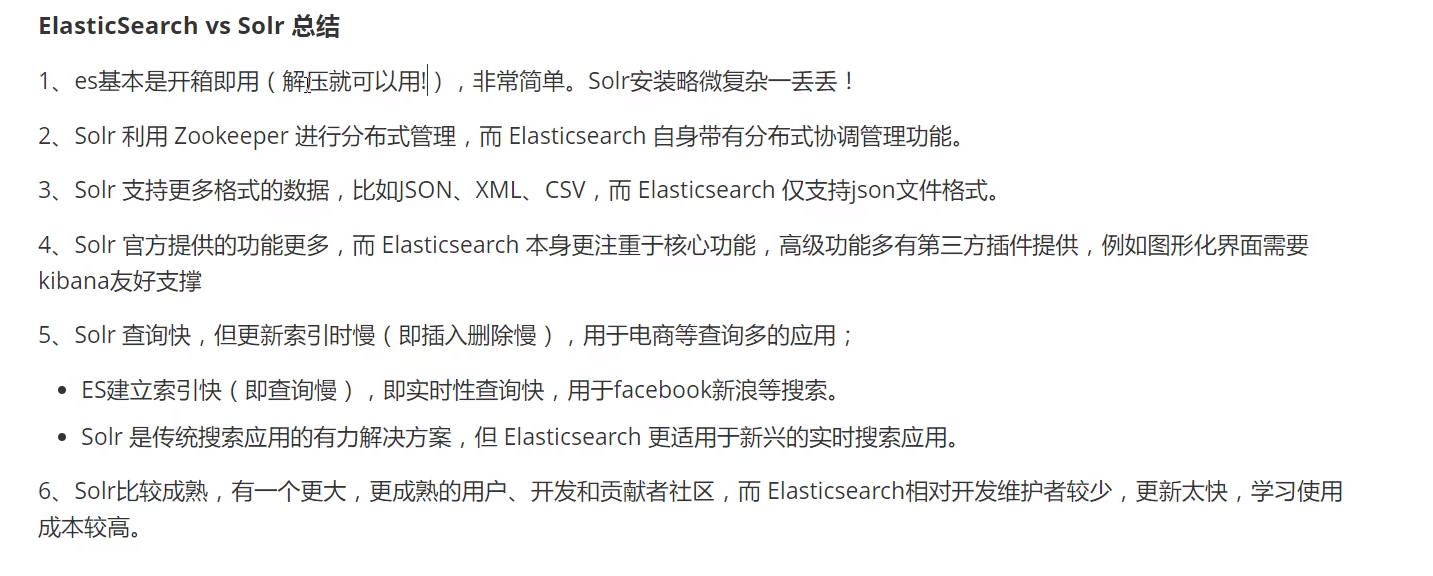 ElasticSearch vs Solr 总结
1、es基本是开箱即用（解压就可以用!），非常简单。Solr安装略微复杂一丢丢！
2、Solr 利用 Zookeeper 进行分布式管理，而 Elasticsearch 自身带有分布式协调管理功能。
3、Solr 支持更多格式的数据，比如JSON、XML、CSV，而 Elasticsearch 仅支持json文件格式。
4、Solr 官方提供的功能更多，而 Elasticsearch 本身更注重于核心功能，高级功能多有第三方插件提供，例如图形化界面需要
kibana友好支撑
5、Solr 查询快，但更新索引时慢（即插入删除慢），用于电商等查询多的应用；
• ES建立索引快（即查询慢），即实时性查询快，用于facebook新浪等搜索。
• Solr 是传统搜索应用的有力解决方案，但 Elasticsearch 更适用于新兴的实时搜索应用。
6、Solr比较成熟，有一个更大，更成熟的用户、开发和贡献者社区，而 Elasticsearch相对开发维护者较少，更新太快，学习使用
成本较高。